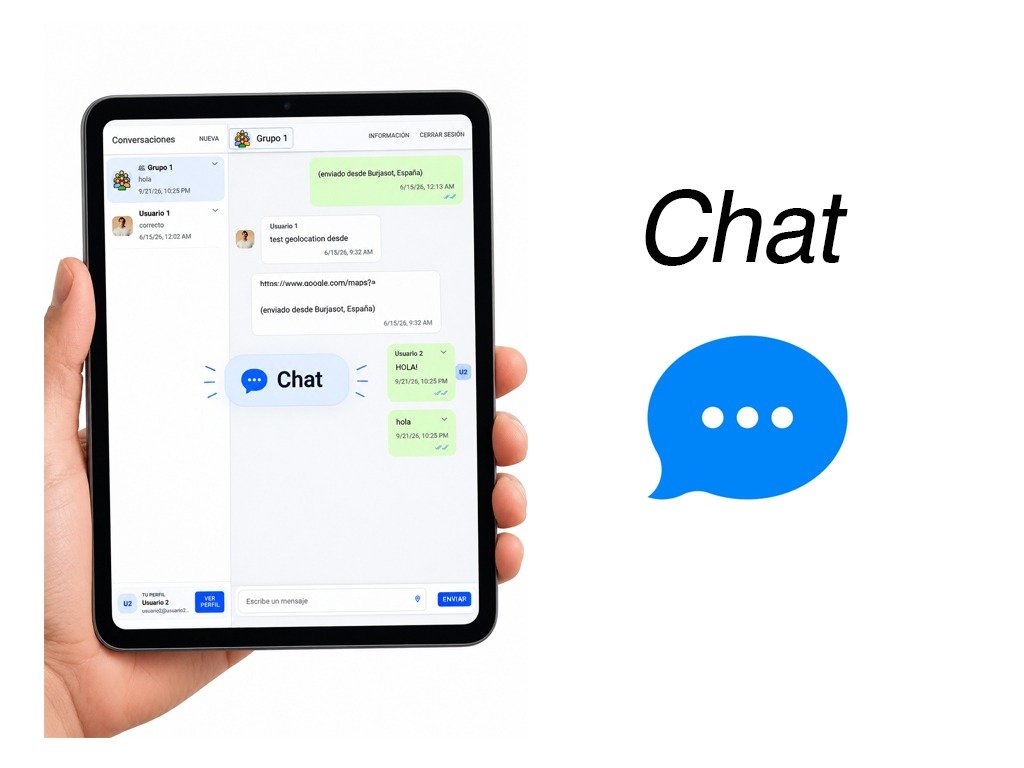 Conversaciones
NUEVA
Grupo 1
INFORMACIÓN
CERRAR SESIÓN
Grupo 1
hola
9/21/26, 10:25 PM
Usuario 1
correcto
6/15/26, 12:02 AM
(enviado desde Burjasot, España)
6/15/26, 12:13 AM
Usuario 1
test geolocation desde
6/15/26, 9:32 AM
https://www.google.com/maps?q
(enviado desde Burjasot, España)
6/15/26, 9:32 AM
Usuario 2
HOLA!
9/21/26, 10:25 PM
U2
Chat
hola
9/21/26, 10:25 PM
U2
TU PERFIL
Usuario 2
usuario2@usuario2...
VER
PERFIL
Escribe un mensaje
ENVIAR
Chat